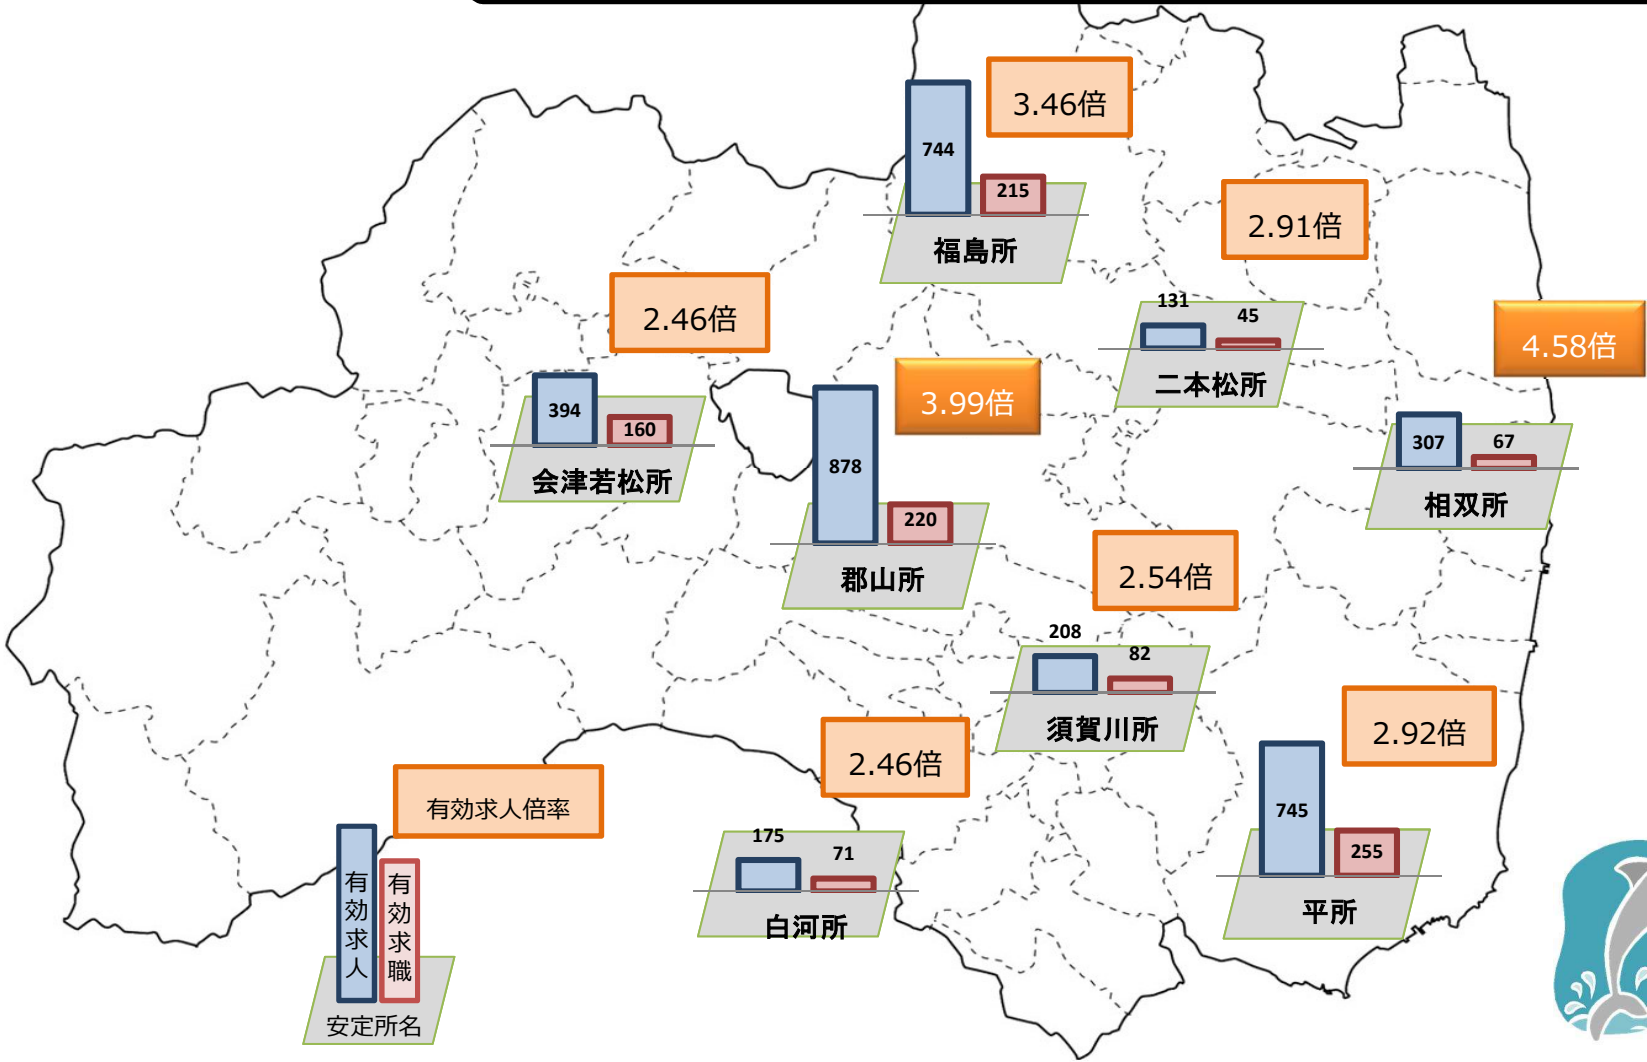 3.46倍
744
215
福島所
2.91倍
131
45
二本松所
2.46倍
394
160
会津若松所
3.99倍
878
220
郡山所
4.58倍
307
67
相双所
2.54倍
208
82
須賀川所
2.46倍
175
71
白河所
2.92倍
745
255
平所
有効求人倍率
有効求人
有効求職
安定所名